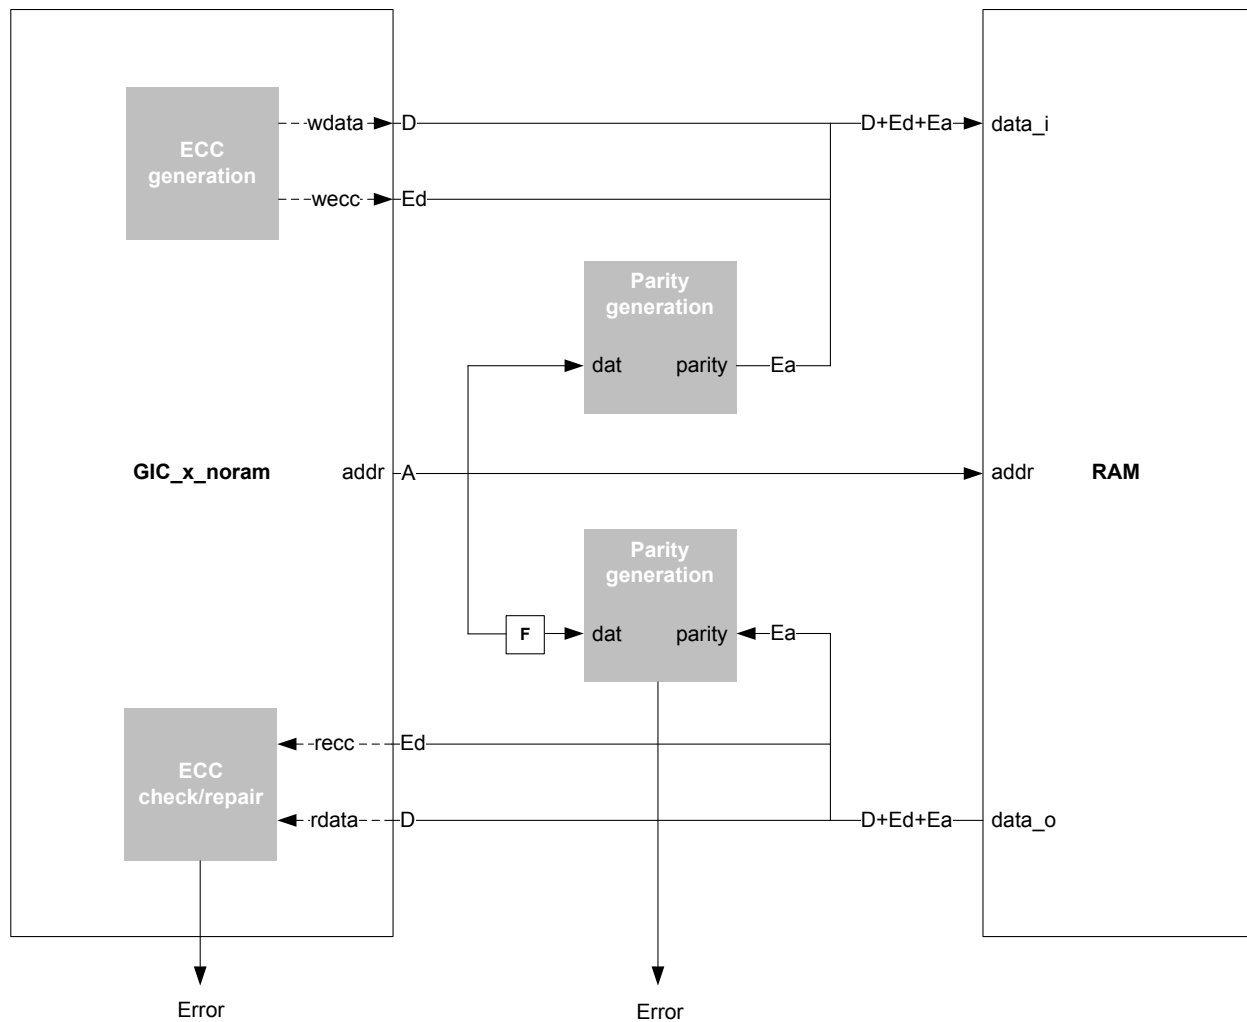 wdata
D
D+Ed+Ea
data_i
ECC
generation
wecc
Ed
Parity
generation
dat
parity
Ea
GIC_x_noram
addr
A
addr
RAM
Parity
generation
F
dat
parity
Ea
recc
Ed
ECC
check/repair
rdata
D
D+Ed+Ea
data_o
Error
Error